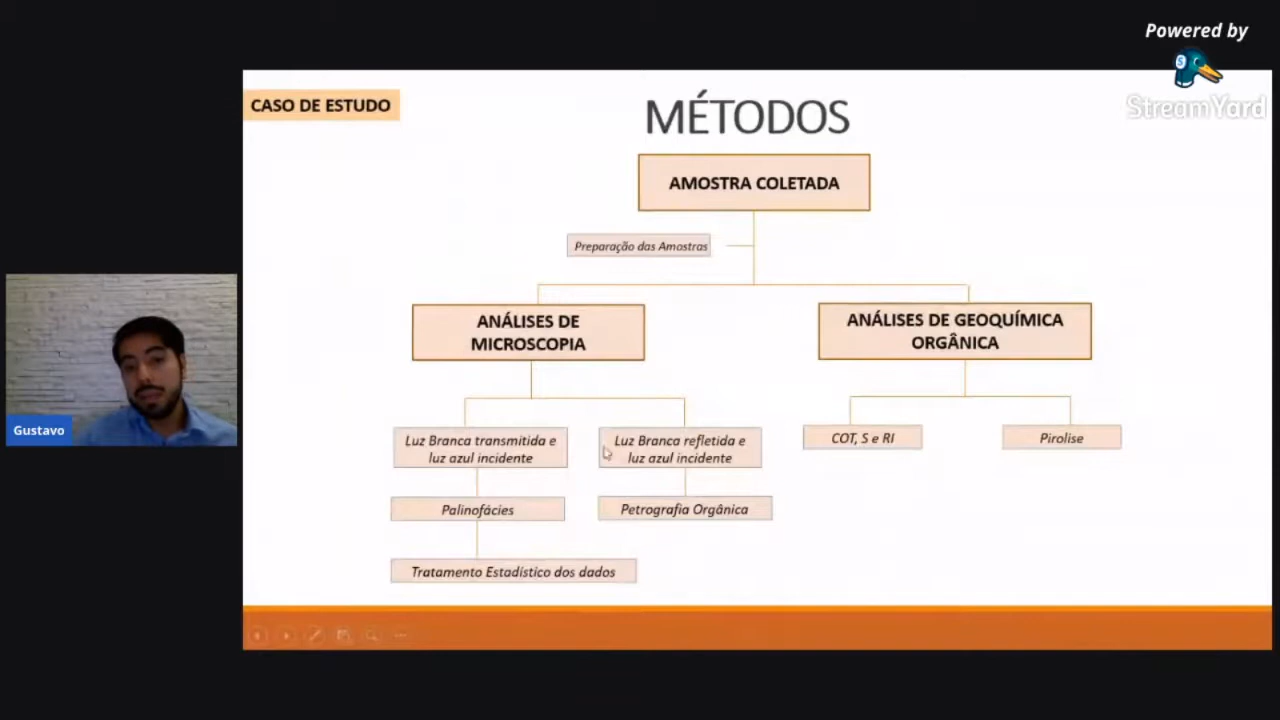 Powered by
StreamYard
CASO DE ESTUDO
MÉTODOS
AMOSTRA COLETADA
Preparação das Amostras
ANÁLISES DE
MICROSCOPIA
ANÁLISES DE GEOQUÍMICA
ORGÂNICA
Luz Branca transmitida e
luz azul incidente
Luz Branca refletida e
luz azul incidente
COT, S e RI
Pirolise
Palinofácies
Petrografia Orgânica
Tratamento Estadístico dos dados
Gustavo